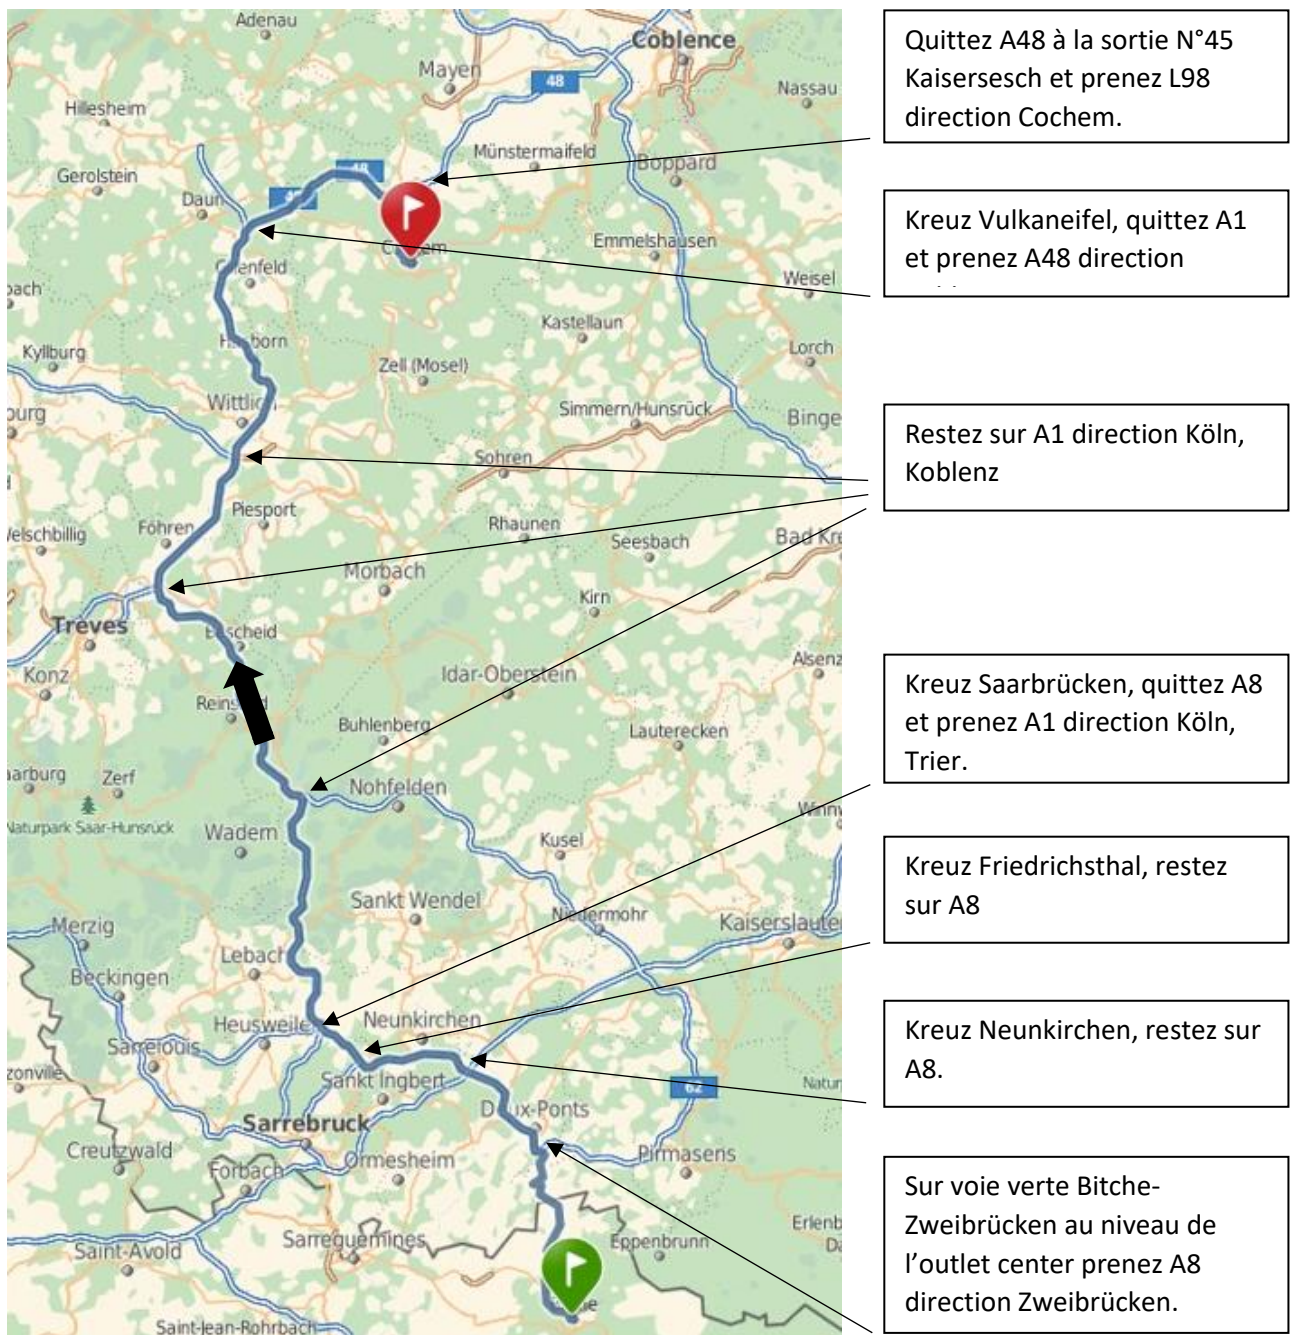 Adenau
Coblence
Mayen
48
Nassau
Hillesheim
Münstermaifeld
Boppard
Gerolstein
48
Daun
Emmelshausen
Weisel
Kastellaun
Lorch
Kyllburg
Zell (Mosel)
Wittlich
Simmern/Hunsrück
Sohren
Piesport
Föhren
Rhaunen
Seesbach
Morbach
Kirn
Treves
Konz
Idar-Oberstein
Buhlenberg
Lauterecken
Zerf
Nohfelden
Naturpark Saar-Hunsrück
Wadern
Kusel
Sankt Wendel
Niedermohr
Merzig
Lebach
Beckingen
Heusweile
Neunkirchen
Sarrelouis
Sankt Ingbert
62
Sarrebruck
Creutzwald
Ormesheim
Pirmasens
Forbach
Saint-Avold
Sarreguemines
Eppenbrunn
Saint-Jean-Rohrbach
Quittez A48 à la sortie N°45
Kaisersesch et prenez L98
direction Cochem.
Kreuz Vulkaneifel, quittez A1
et prenez A48 direction
Restez sur A1 direction Köln,
Koblenz
Kreuz Saarbrücken, quittez A8
et prenez A1 direction Köln,
Trier.
Kreuz Friedrichsthal, restez
sur A8
Kreuz Neunkirchen, restez sur
A8.
Sur voie verte Bitche-
Zweibrücken au niveau de
l’outlet center prenez A8
direction Zweibrücken.